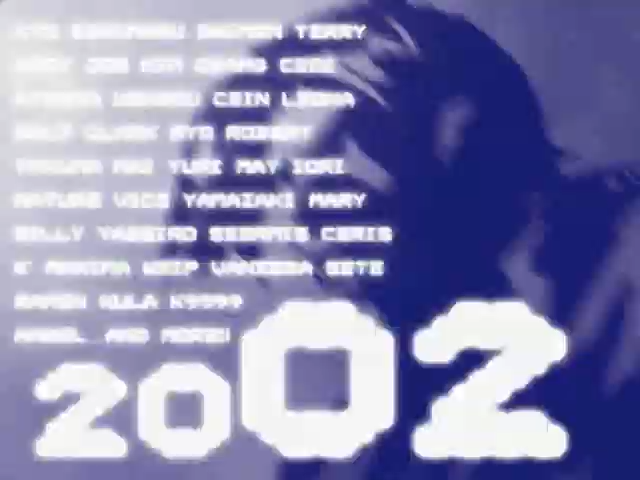 KYO BENIMARU DAIMON TERRY
ANDY JOE KIM CHANG CHOI
ATHENA KENSOU CHIN LEONA
RALF CLARK RYO ROBERT
TAKUMA MAI YURI MAY IORI
MATURE VICE YAMAZAKI MARY
BILLY YASHIRO SHERMIE CHRIS
K' MAXIMA WHIP VANESSA SETH
RAMON KULA K9999
ANGEL AND MORE!!
2002